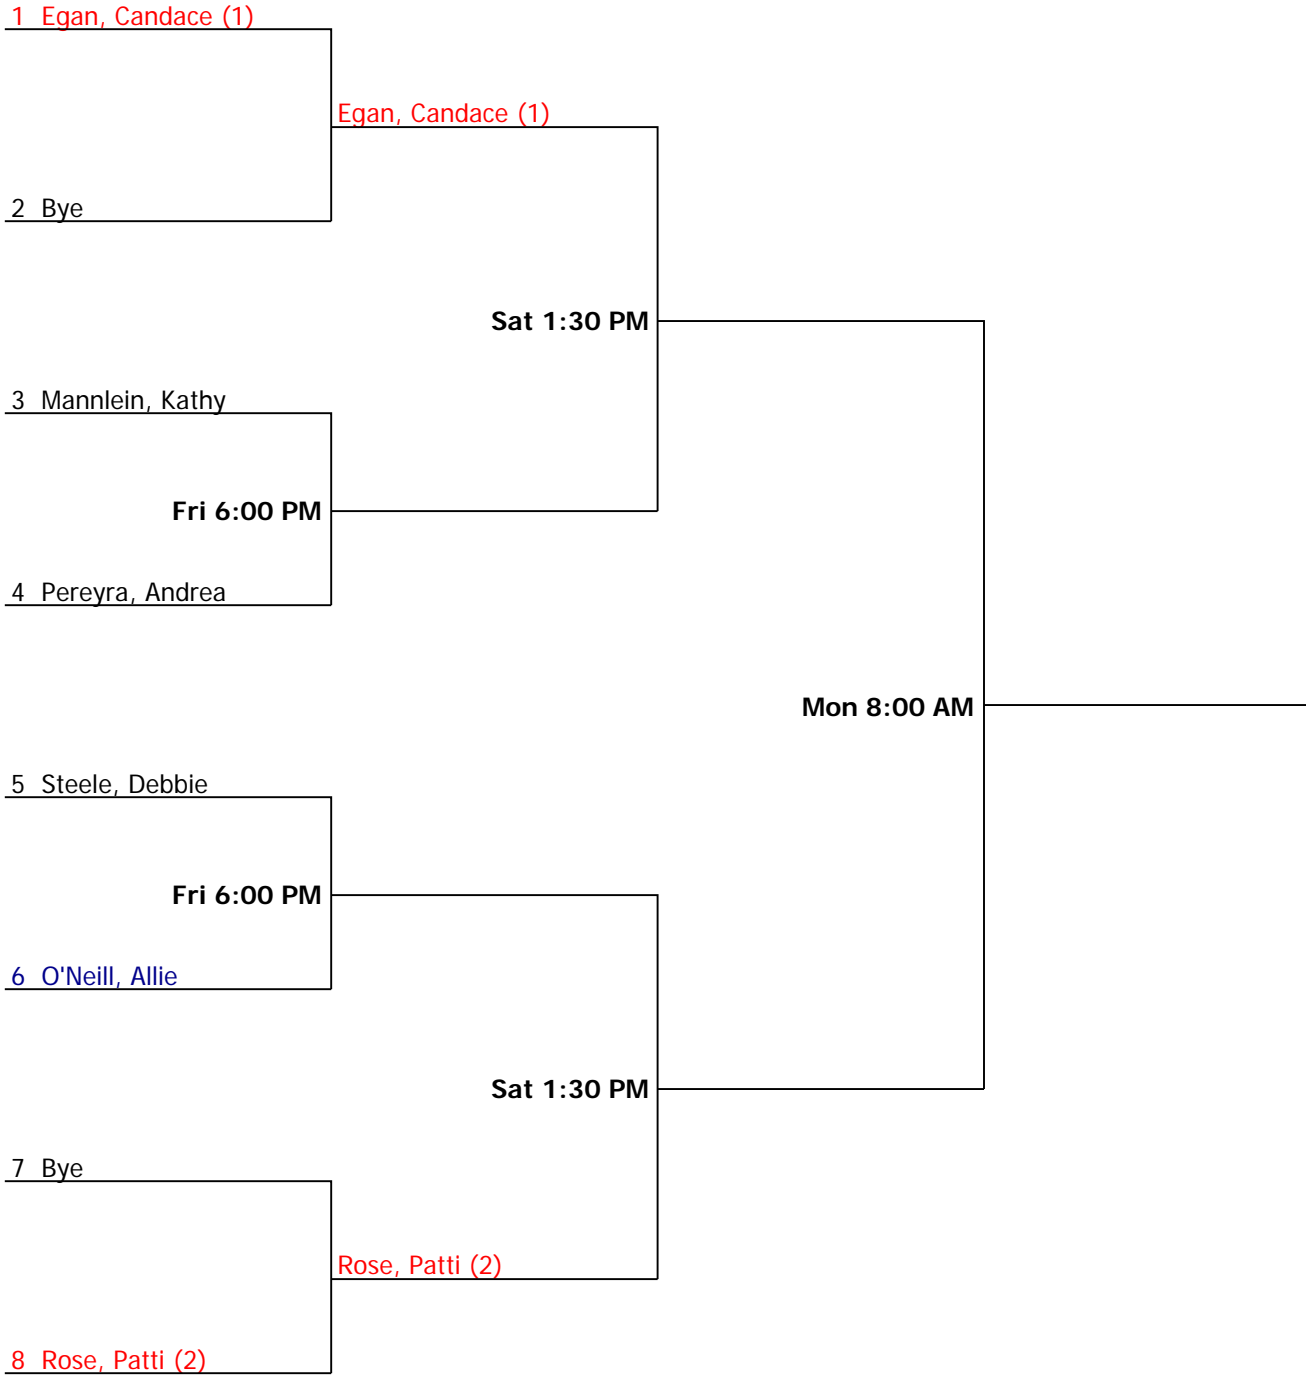 1 Egan, Candace (1)
Egan, Candace (1)
2 Bye
Sat 1:30 PM
3 Mannlein, Kathy
Fri 6:00 PM
4 Pereyra, Andrea
Mon 8:00 AM
5 Steele, Debbie
Fri 6:00 PM
6 O'Neill, Allie
Sat 1:30 PM
7 Bye
Rose, Patti (2)
8 Rose, Patti (2)